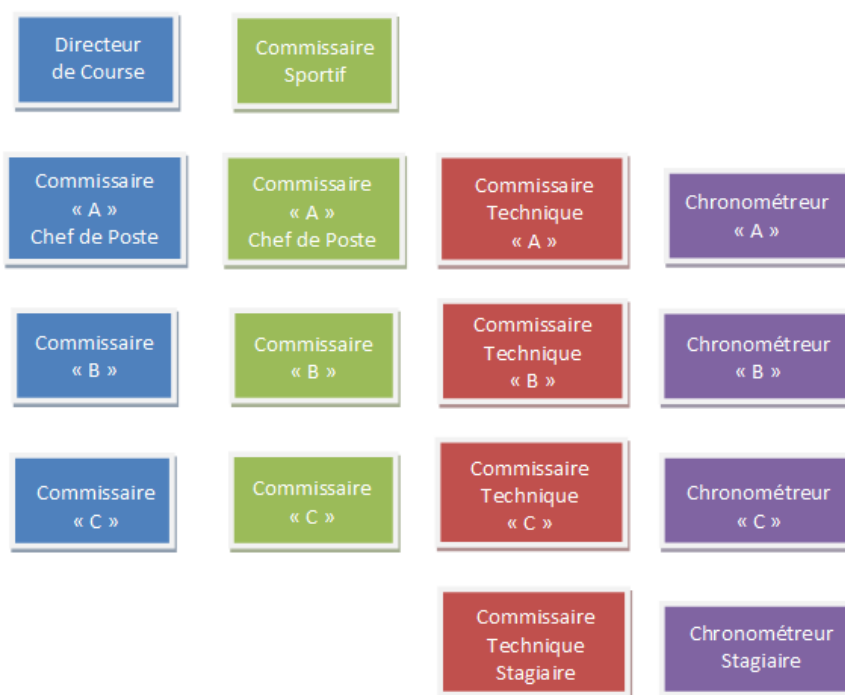 Directeur
de Course
Commissaire
Sportif
Commissaire
« A »
Chef de Poste
Commissaire
« A »
Chef de Poste
Commissaire
Technique
« A »
Chronométreur
« A »
Commissaire
« B »
Commissaire
« B »
Commissaire
Technique
« B »
Chronométreur
« B »
Commissaire
« C »
Commissaire
« C »
Commissaire
Technique
« C »
Chronométreur
« C »
Commissaire
Technique
Stagiaire
Chronométreur
Stagiaire